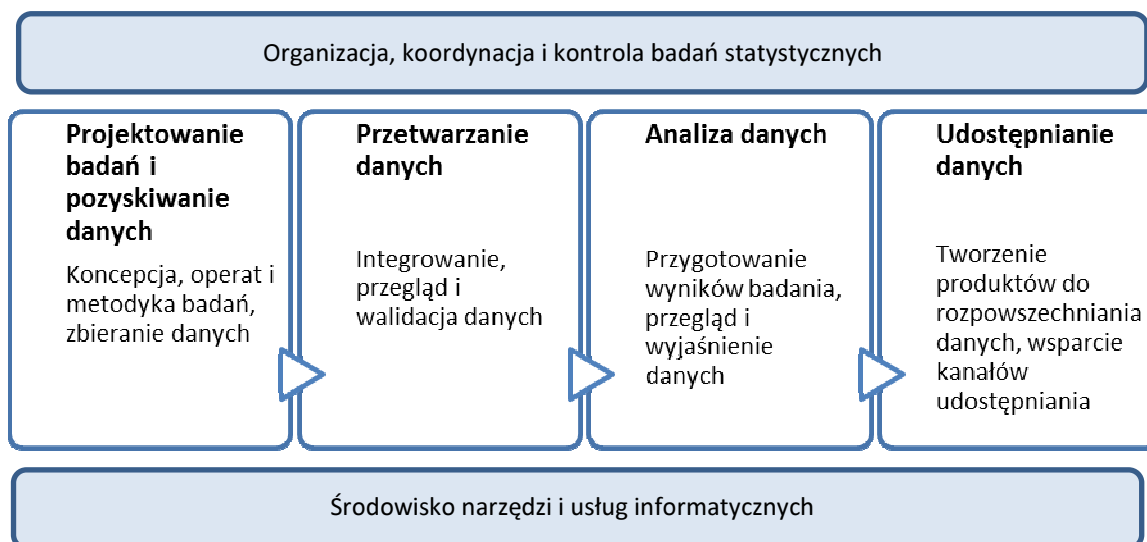 Organizacja, koordynacja i kontrola badań statystycznych
Projektowanie
badań i
pozyskiwanie
danych
Koncepcja, operat i
metodyka badań,
zbieranie danych
Przetwarzanie
danych
Integrowanie,
przegląd i
walidacja danych
Analiza danych
Przygotowanie
wyników badania,
przegląd i
wyjaśnienie
danych
Udostępnianie
danych
Tworzenie
produktów do
rozpowszechniania
danych, wsparcie
kanałów
udostępniania
Środowisko narzędzi i usług informatycznych